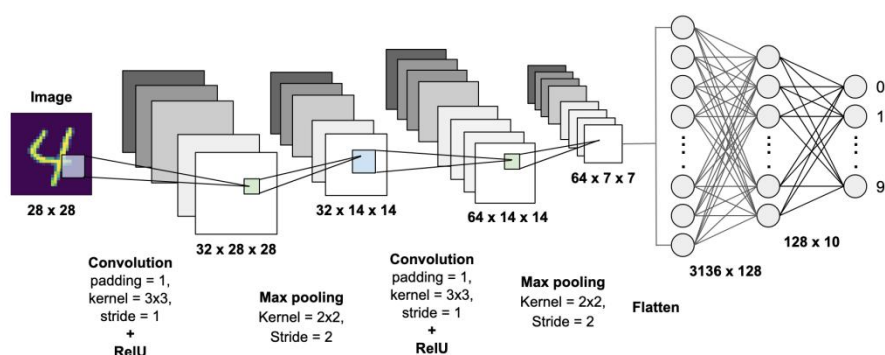 Image
28 x 28
Convolution
padding = 1,
kernel = 3x3,
stride = 1
+
RelU
32 x 28 x 28
Max pooling
Kernel = 2x2,
Stride = 2
32 x 14 x 14
Convolution
padding = 1,
kernel = 3x3,
stride = 1
+
RelU
64 x 14 x 14
Max pooling
Kernel = 2x2,
Stride = 2
64 x 7 x 7
Flatten
3136 x 128
128 x 10
0
1
9